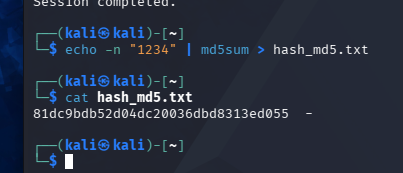 Session completed.
┌──(kali㉿kali)-[~]
└─$ echo -n "1234" | md5sum > hash_md5.txt
┌──(kali㉿kali)-[~]
└─$ cat hash_md5.txt
81dc9bdb52d04dc20036dbd8313ed055  -
┌──(kali㉿kali)-[~]
└─$